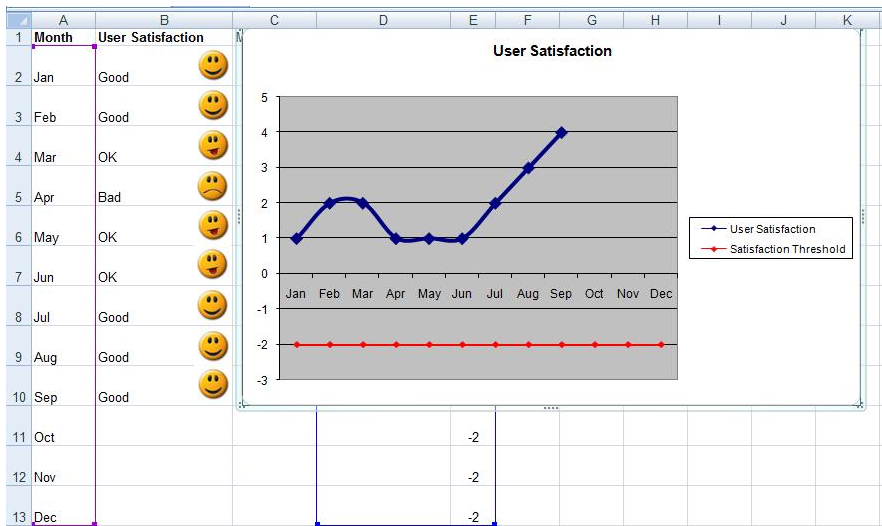 A B C D E F G H I J K
1 Month User Satisfaction
2 Jan Good
3 Feb Good
4 Mar OK
5 Apr Bad
6 May OK
7 Jun OK
8 Jul Good
9 Aug Good
10 Sep Good
11 Oct -2
12 Nov -2
13 Dec -2
User Satisfaction
5
4
3
2
1
0
Jan Feb Mar Apr May Jun Jul Aug Sep Oct Nov Dec
-1
-2
-3
User Satisfaction
Satisfaction Threshold